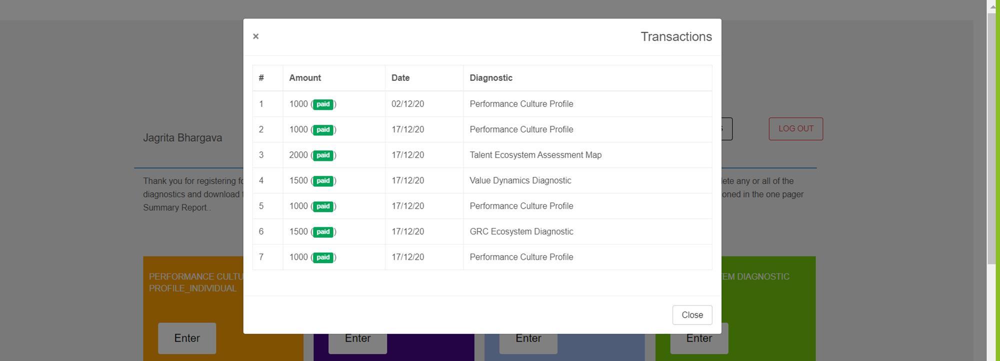 × Transactions
# Amount Date Diagnostic
1 1000 (paid) 02/12/20 Performance Culture Profile
2 1000 (paid) 17/12/20 Performance Culture Profile
3 2000 (paid) 17/12/20 Talent Ecosystem Assessment Map
4 1500 (paid) 17/12/20 Value Dynamics Diagnostic
5 1000 (paid) 17/12/20 Performance Culture Profile
6 1500 (paid) 17/12/20 GRC Ecosystem Diagnostic
7 1000 (paid) 17/12/20 Performance Culture Profile
Close
Jagrita Bhargava
LOG OUT
Thank you for registering any or all of the
diagnostics and download in the one pager
Summary Report..
PERFORMANCE
PROFILE_INDIVIDUAL
DIAGNOSTIC
Enter Enter Enter Enter